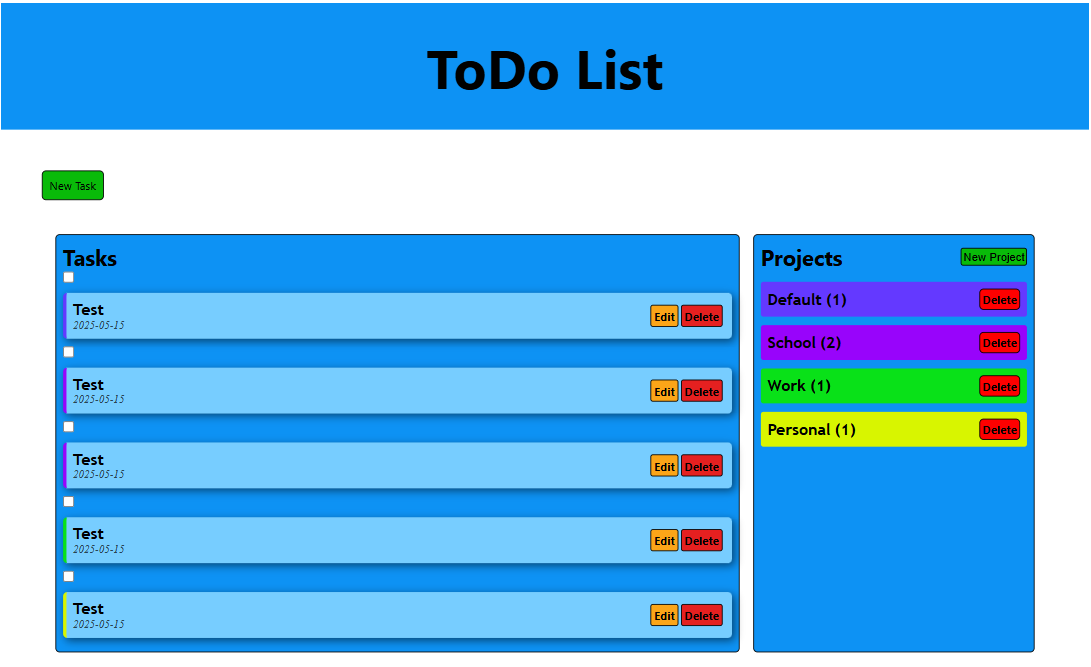 ToDo List
New Task
Tasks
Test
2025-05-15
Edit Delete
Test
2025-05-15
Edit Delete
Test
2025-05-15
Edit Delete
Test
2025-05-15
Edit Delete
Test
2025-05-15
Edit Delete
Projects
New Project
Default (1)
Delete
School (2)
Delete
Work (1)
Delete
Personal (1)
Delete